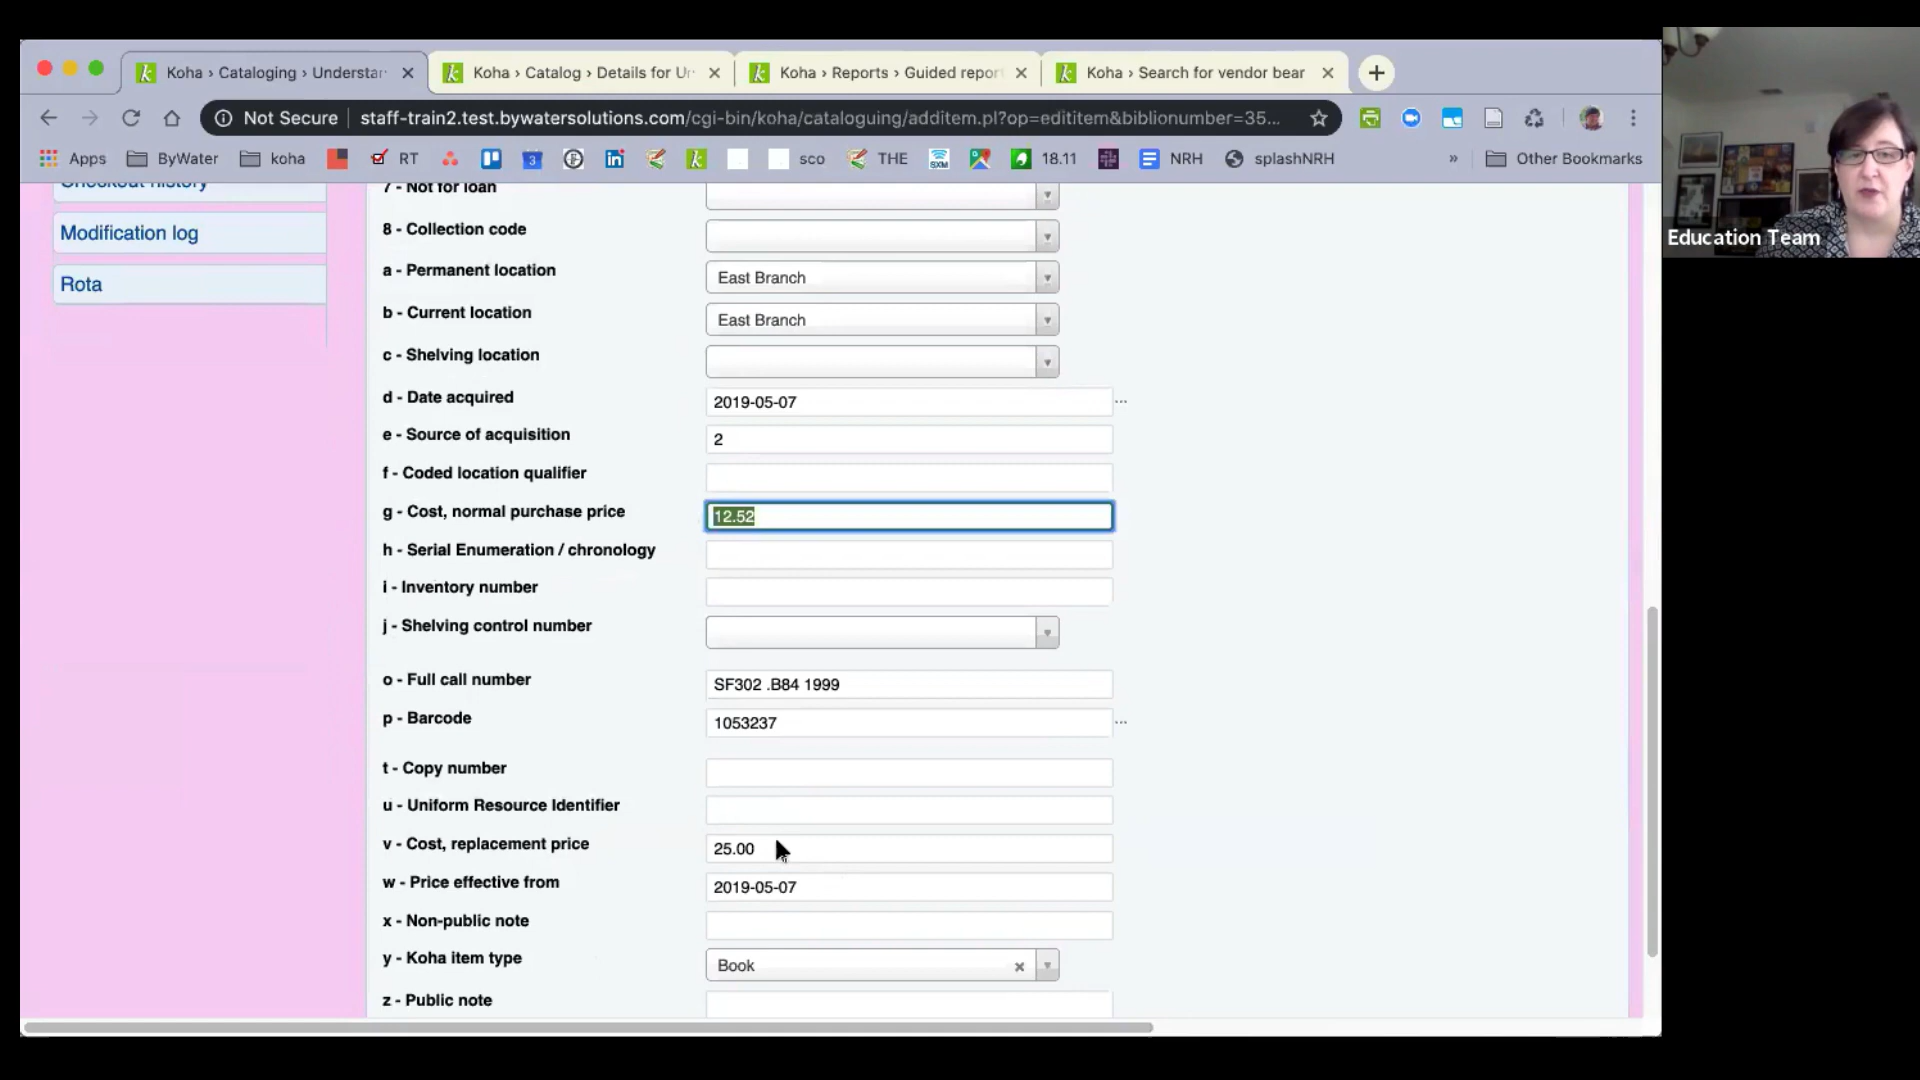 Koha › Cataloging › Understar
Koha › Catalog › Details for Ur
Koha › Reports › Guided repor
Koha › Search for vendor bear
Not Secure | staff-train2.test.bywatersolutions.com/cgi-bin/koha/cataloguing/additem.pl?op=edititem&biblionumber=35...
Apps ByWater koha RT 3 in k sco THE SXM 18.11 NRH splashNRH » Other Bookmarks
Education Team
Checkout history
Modification log
Rota
7 - Not for loan
8 - Collection code
a - Permanent location East Branch
b - Current location East Branch
c - Shelving location
d - Date acquired 2019-05-07 ...
e - Source of acquisition 2
f - Coded location qualifier
g - Cost, normal purchase price 12.52
h - Serial Enumeration / chronology
i - Inventory number
j - Shelving control number
o - Full call number SF302 .B84 1999
p - Barcode 1053237 ...
t - Copy number
u - Uniform Resource Identifier
v - Cost, replacement price 25.00
w - Price effective from 2019-05-07
x - Non-public note
y - Koha item type Book
z - Public note